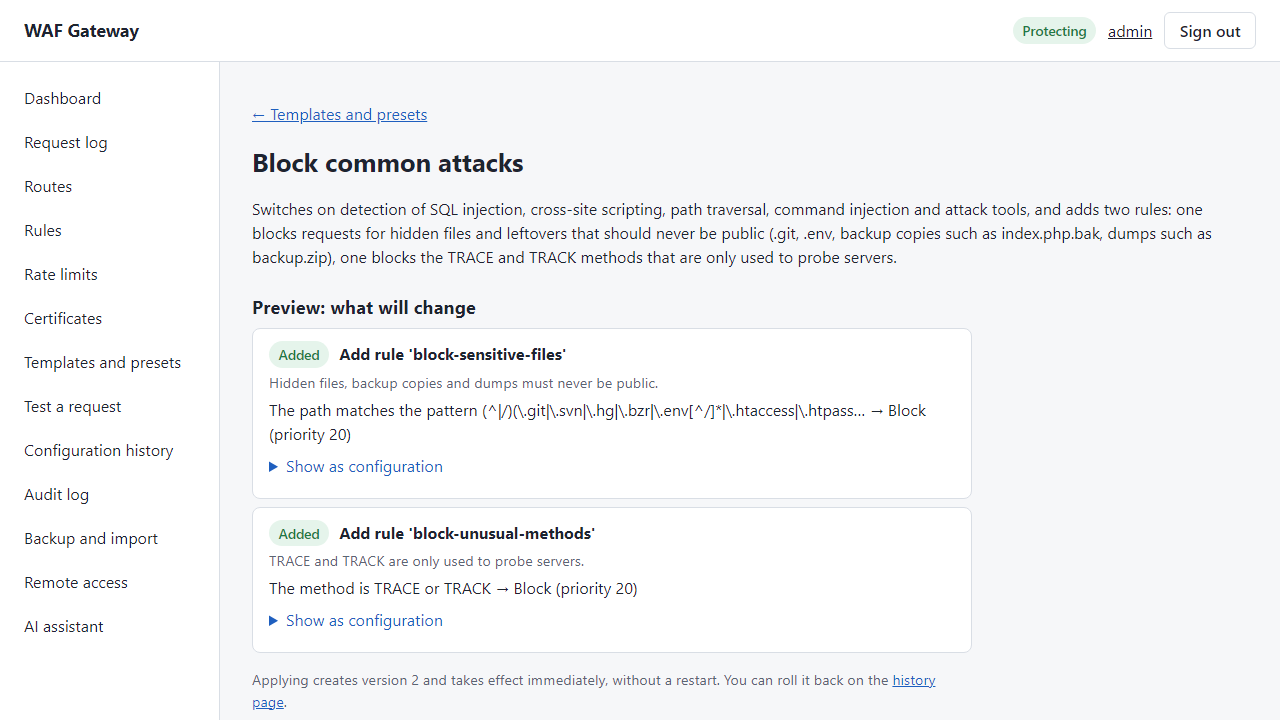 WAF Gateway
Protecting
admin
Sign out
Dashboard
Request log
Routes
Rules
Rate limits
Certificates
Templates and presets
Test a request
Configuration history
Audit log
Backup and import
Remote access
AI assistant
← Templates and presets
Block common attacks
Switches on detection of SQL injection, cross-site scripting, path traversal, command injection and attack tools, and adds two rules: one
blocks requests for hidden files and leftovers that should never be public (.git, .env, backup copies such as index.php.bak, dumps such as
backup.zip), one blocks the TRACE and TRACK methods that are only used to probe servers.
Preview: what will change
Added Add rule 'block-sensitive-files'
Hidden files, backup copies and dumps must never be public.
The path matches the pattern (^|/)(\.git|\.svn|\.hg|\.bzr|\.env[^/]*|\.htaccess|\.htpass… → Block
(priority 20)
▶ Show as configuration
Added Add rule 'block-unusual-methods'
TRACE and TRACK are only used to probe servers.
The method is TRACE or TRACK → Block (priority 20)
▶ Show as configuration
Applying creates version 2 and takes effect immediately, without a restart. You can roll it back on the history
page.